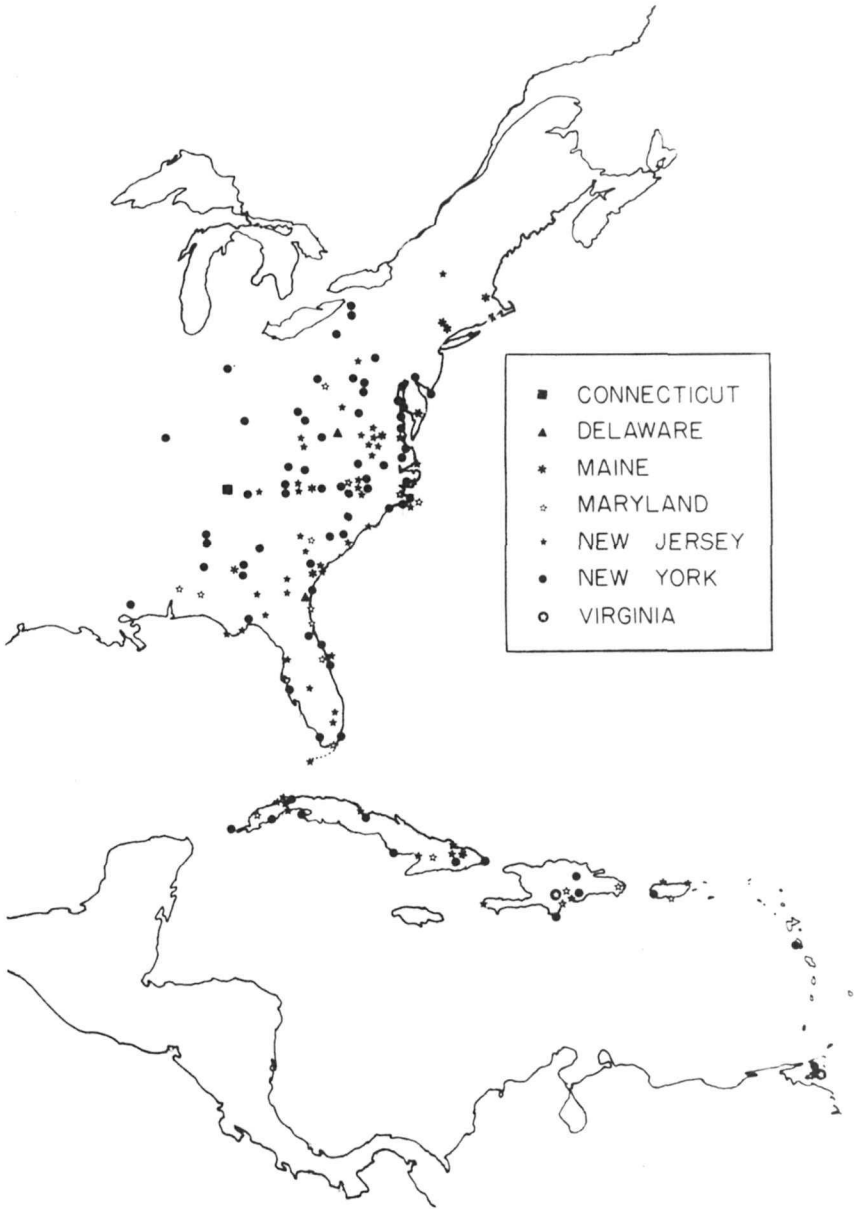 CONNECTICUT
DELAWARE
MAINE
MARYLAND
NEW JERSEY
NEW YORK
VIRGINIA